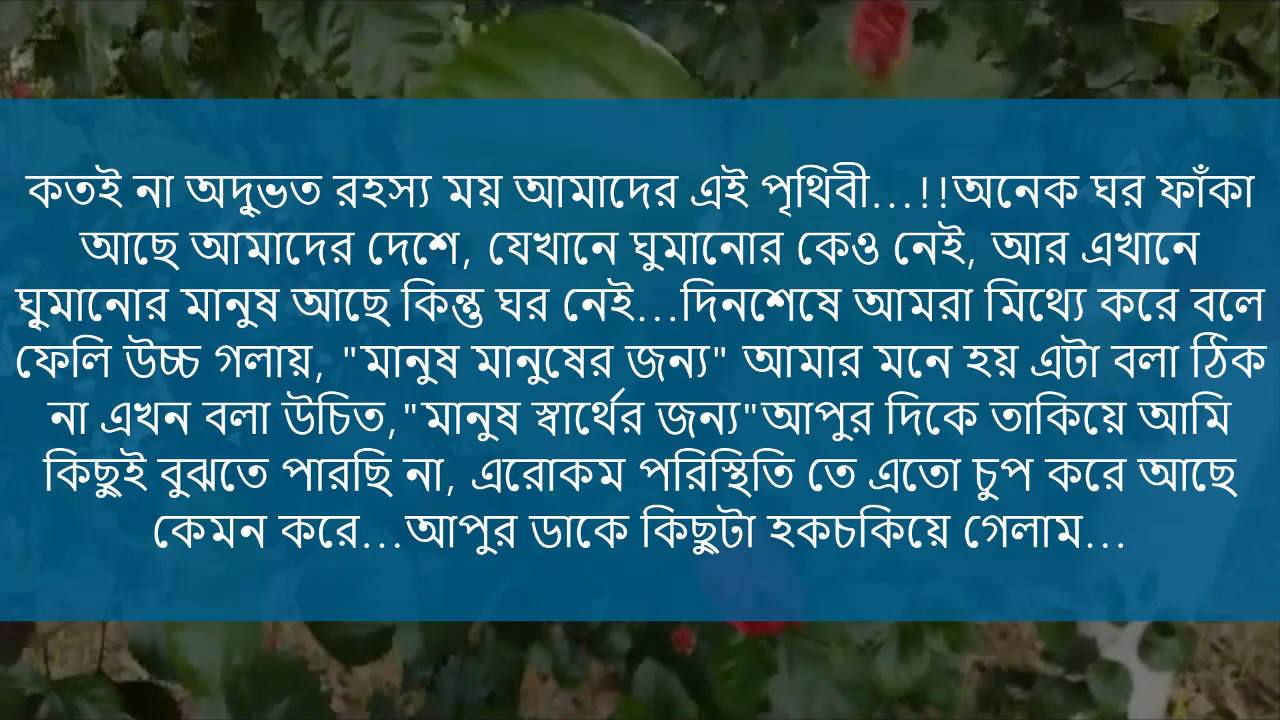 কতই না অদ্ভুত রহস্য ময় আমাদের এই পৃথিবী...!!অনেক ঘর ফাঁকা
আছে আমাদের দেশে, যেখানে ঘুমানোর কেও নেই, আর এখানে
ঘুমানোর মানুষ আছে কিন্তু ঘর নেই...দিনশেষে আমরা মিথ্যে করে বলে
ফেলি উচ্চ গলায়, "মানুষ মানুষের জন্য" আমার মনে হয় এটা বলা ঠিক
না এখন বলা উচিত,"মানুষ স্বার্থের জন্য"আপুর দিকে তাকিয়ে আমি
কিছুই বুঝতে পারছি না, এরোকম পরিস্থিতি তে এতো চুপ করে আছে
কেমন করে...আপুর ডাকে কিছুটা হকচকিয়ে গেলাম...